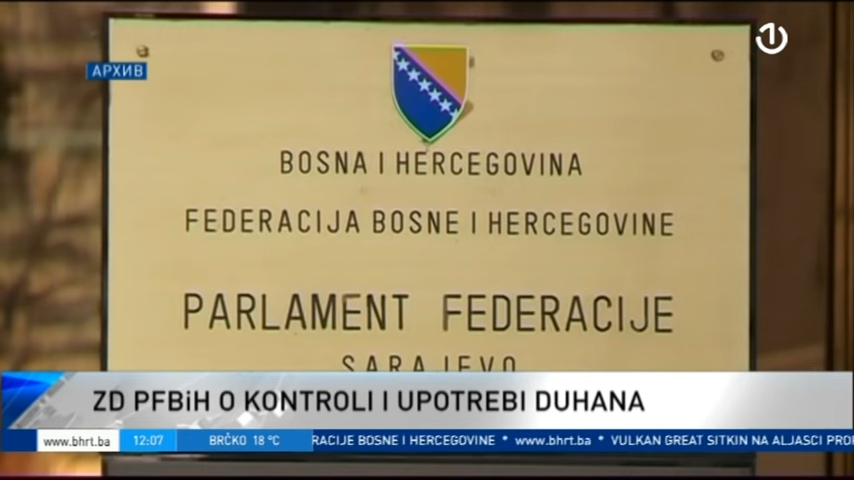 АРХИВ
BOSNA I HERCEGOVINA
FEDERACIJA BOSNE I HERCEGOVINE
PARLAMENT FEDERACIJE
SARAJEVO
ZD PFBiH O KONTROLI I UPOTREBI DUHANA
www.bhrt.ba 12:07 BRČKO 18 °C RACIJE BOSNE I HERCEGOVINE * www.bhrt.ba * VULKAN GREAT SITKIN NA ALJASCI